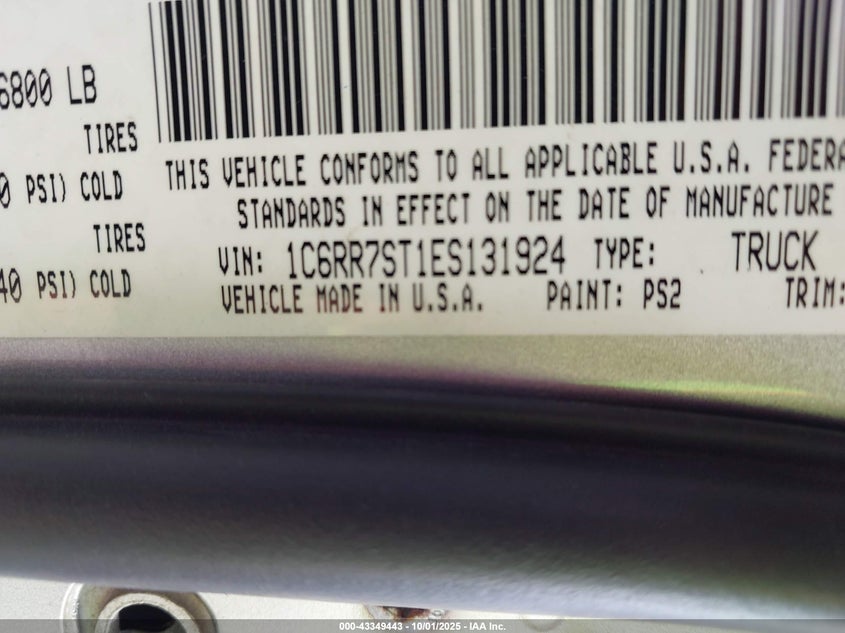 6800 LB
TIRES
0 PSI) COLD
TIRES
40 PSI) COLD
THIS VEHICLE CONFORMS TO ALL APPLICABLE U.S.A. FEDERA
STANDARDS IN EFFECT ON THE DATE OF MANUFACTURE
VIN: 1C6RR7ST1ES131924 TYPE: TRUCK
VEHICLE MADE IN U.S.A. PAINT: PS2 TRIM:
000-43349443 | 10/01/2025 - IAA Inc.